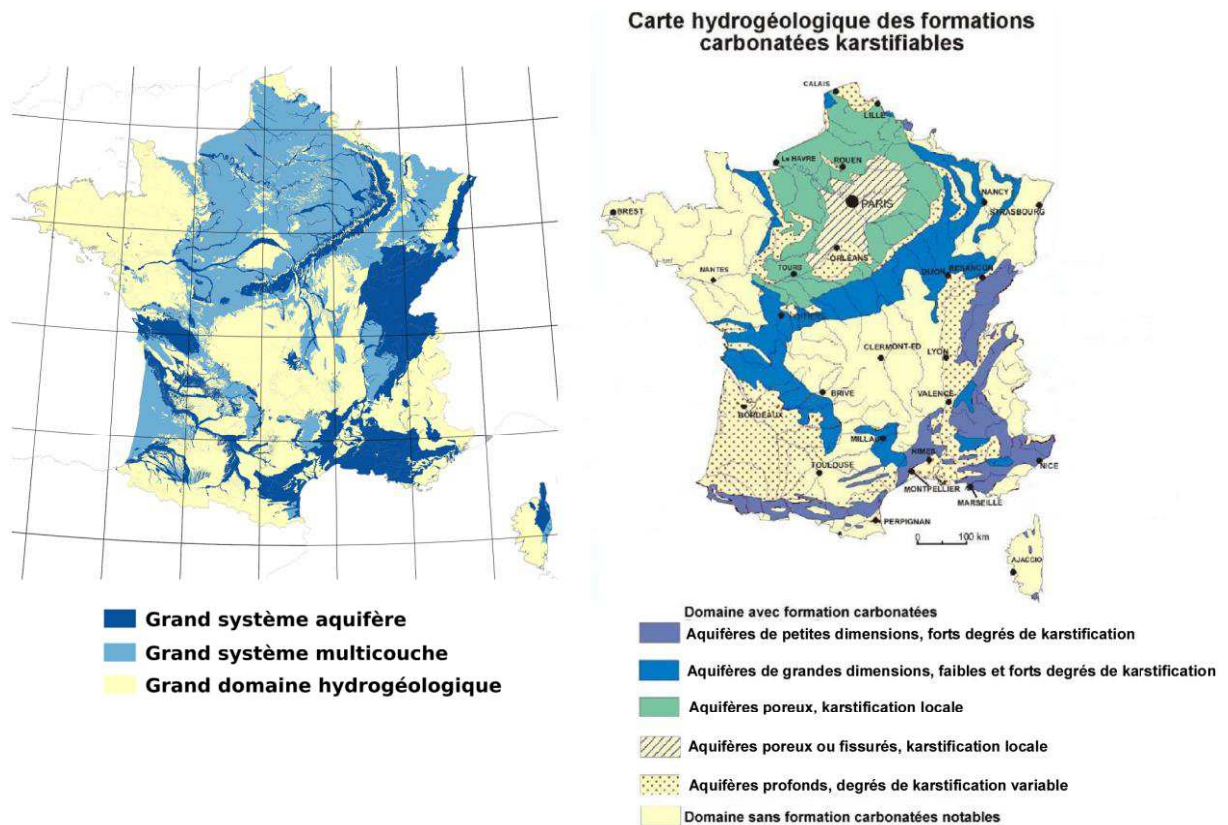 Carte hydrogéologique des formations
carbonatées karstifiables
CALAIS
LILLE
Le HAVRE
ROUEN
PARIS
NANCY
STRASBOURG
BREST
ORLÉANS
NANTES
TOURS
DIJON
BESANCON
CLERMONT-FD
LYON
BRIVE
VALENCE
BORDEAUX
MILLAU
NIMES
TOULOUSE
NICE
MONTPELLIER
MARSEILLE
PERPIGNAN
0
100 km
AJACCIO
Grand système aquifère
Grand système multicouche
Grand domaine hydrogéologique
Domaine avec formation carbonatées
Aquifères de petites dimensions, forts degrés de karstification
Aquifères de grandes dimensions, faibles et forts degrés de karstification
Aquifères poreux, karstification locale
Aquifères poreux ou fissurés, karstification locale
Aquifères profonds, degrés de karstification variable
Domaine sans formation carbonatées notables